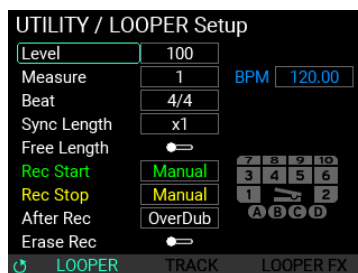 UTILITY / LOOPER Setup
Level 100
Measure 1 BPM 120.00
Beat 4/4
Sync Length x1
Free Length
Rec Start Manual
Rec Stop Manual
After Rec OverDub
Erase Rec
7 8 9 10
3 4 5 6
1 2
A B C D
LOOPER TRACK LOOPER FX